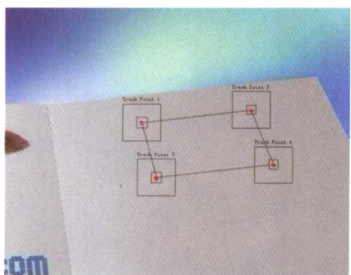 Track Point 1
Track Point 2
Track Point 3
Track Point 4
com